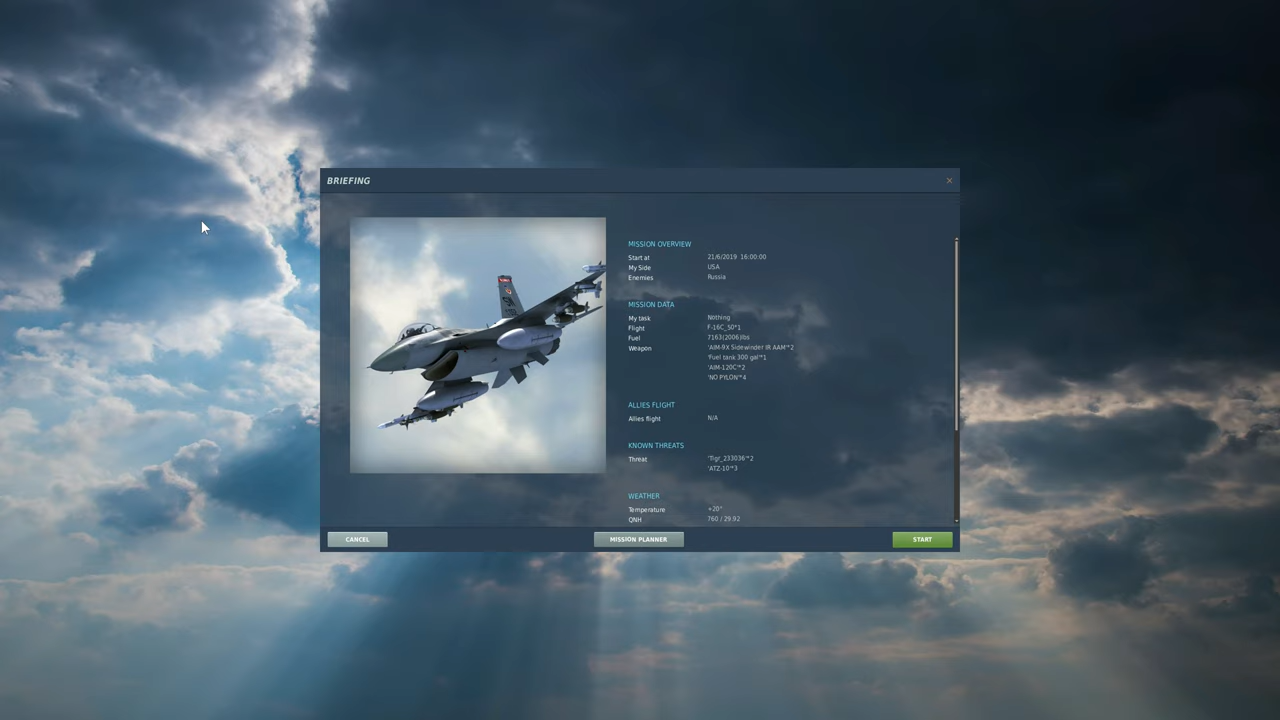 BRIEFING
×
MISSION OVERVIEW
Start at 21/6/2019 16:00:00
My Side USA
Enemies Russia
MISSION DATA
My task Nothing
Flight F-16C_50*1
Fuel 7163(2006)lbs
Weapon 'AIM-9X Sidewinder IR AAM'*2
'Fuel tank 300 gal'*1
'AIM-120C'*2
'NO PYLON'*4
ALLIES FLIGHT
Allies flight N/A
KNOWN THREATS
Threat 'Tigr_233036'*2
'ATZ-10'*3
WEATHER
Temperature +20°
QNH 760 / 29.92
CANCEL MISSION PLANNER START